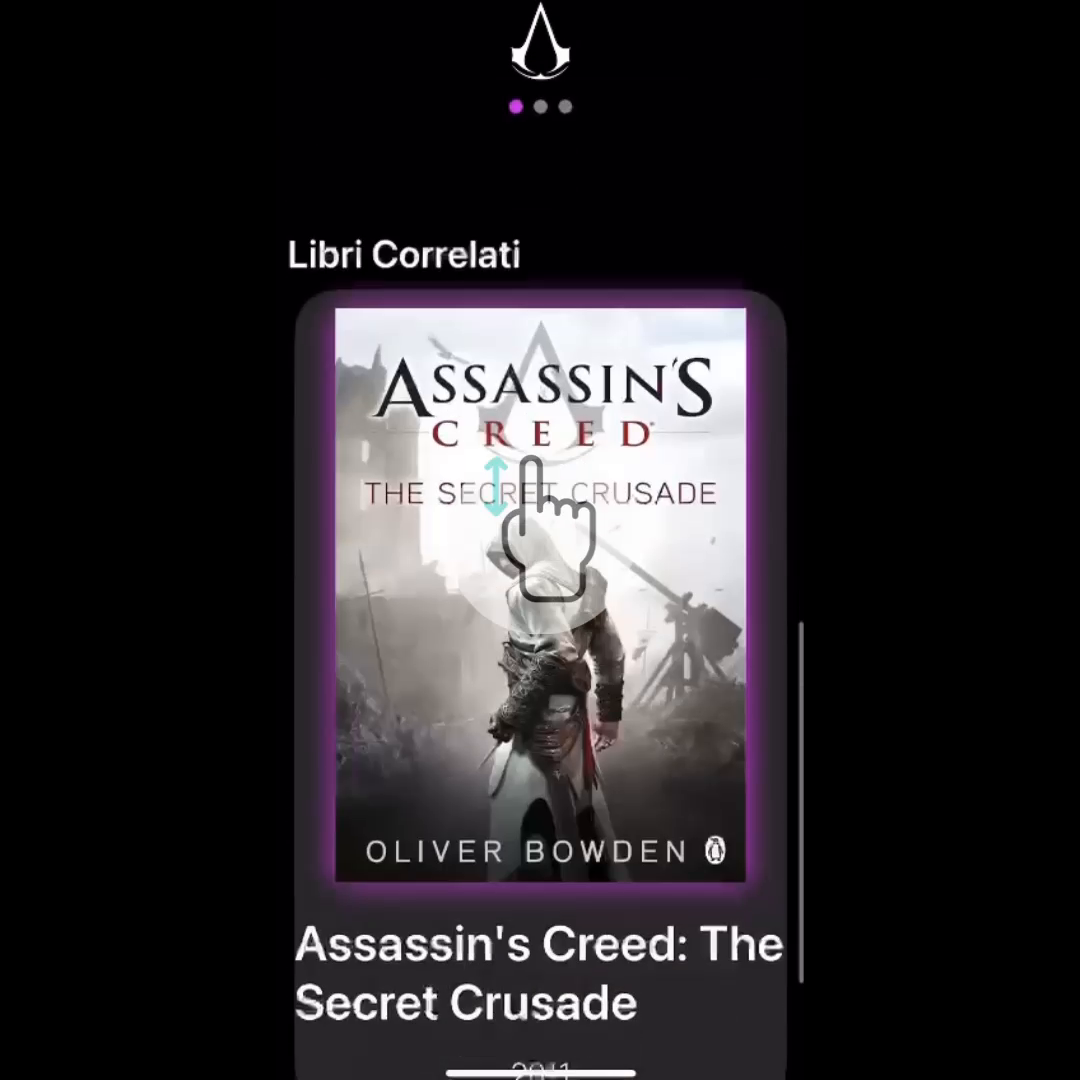 Libri Correlati
ASSASSIN'S
CREED
THE SECRET CRUSADE
OLIVER BOWDEN
Assassin's Creed: The
Secret Crusade